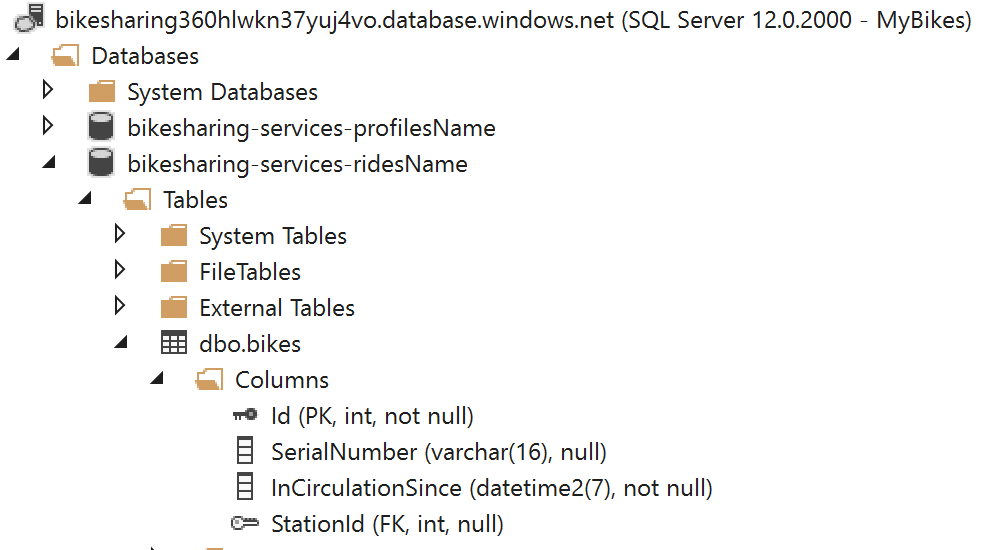 bikesharing360hlwkn37yuj4vo.database.windows.net (SQL Server 12.0.2000 - MyBikes)
Databases
System Databases
bikesharing-services-profilesName
bikesharing-services-ridesName
Tables
System Tables
FileTables
External Tables
dbo.bikes
Columns
Id (PK, int, not null)
SerialNumber (varchar(16), null)
InCirculationSince (datetime2(7), not null)
StationId (FK, int, null)